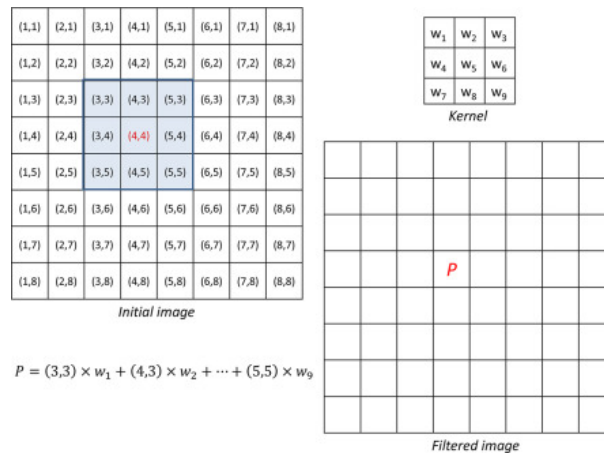 (1,1) (2,1) (3,1) (4,1) (5,1) (6,1) (7,1) (8,1)
(1,2) (2,2) (3,2) (4,2) (5,2) (6,2) (7,2) (8,2)
(1,3) (2,3) (3,3) (4,3) (5,3) (6,3) (7,3) (8,3)
(1,4) (2,4) (3,4) (4,4) (5,4) (6,4) (7,4) (8,4)
(1,5) (2,5) (3,5) (4,5) (5,5) (6,5) (7,5) (8,5)
(1,6) (2,6) (3,6) (4,6) (5,6) (6,6) (7,6) (8,6)
(1,7) (2,7) (3,7) (4,7) (5,7) (6,7) (7,7) (8,7)
(1,8) (2,8) (3,8) (4,8) (5,8) (6,8) (7,8) (8,8)
Initial image
w₁ w₂ w₃
w₄ w₅ w₆
w₇ w₈ w₉
Kernel
P
Filtered image
P = (3,3) × w₁ + (4,3) × w₂ + ⋯ + (5,5) × w₉